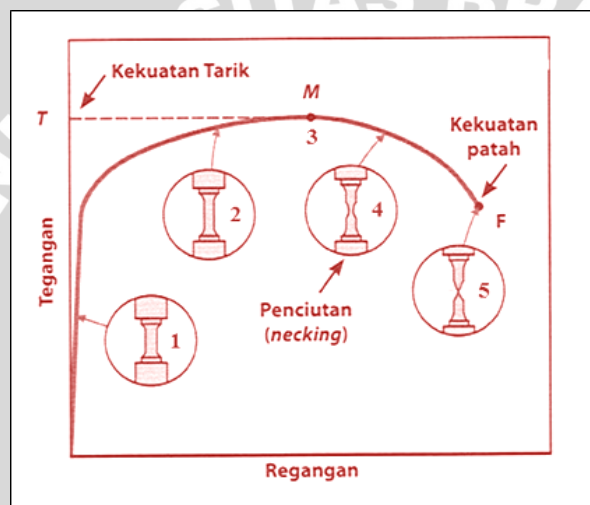 Kekuatan Tarik
M
T
3
Kekuatan
patah
2
4
F
Tegangan
5
Penciutan
(necking)
1
Regangan